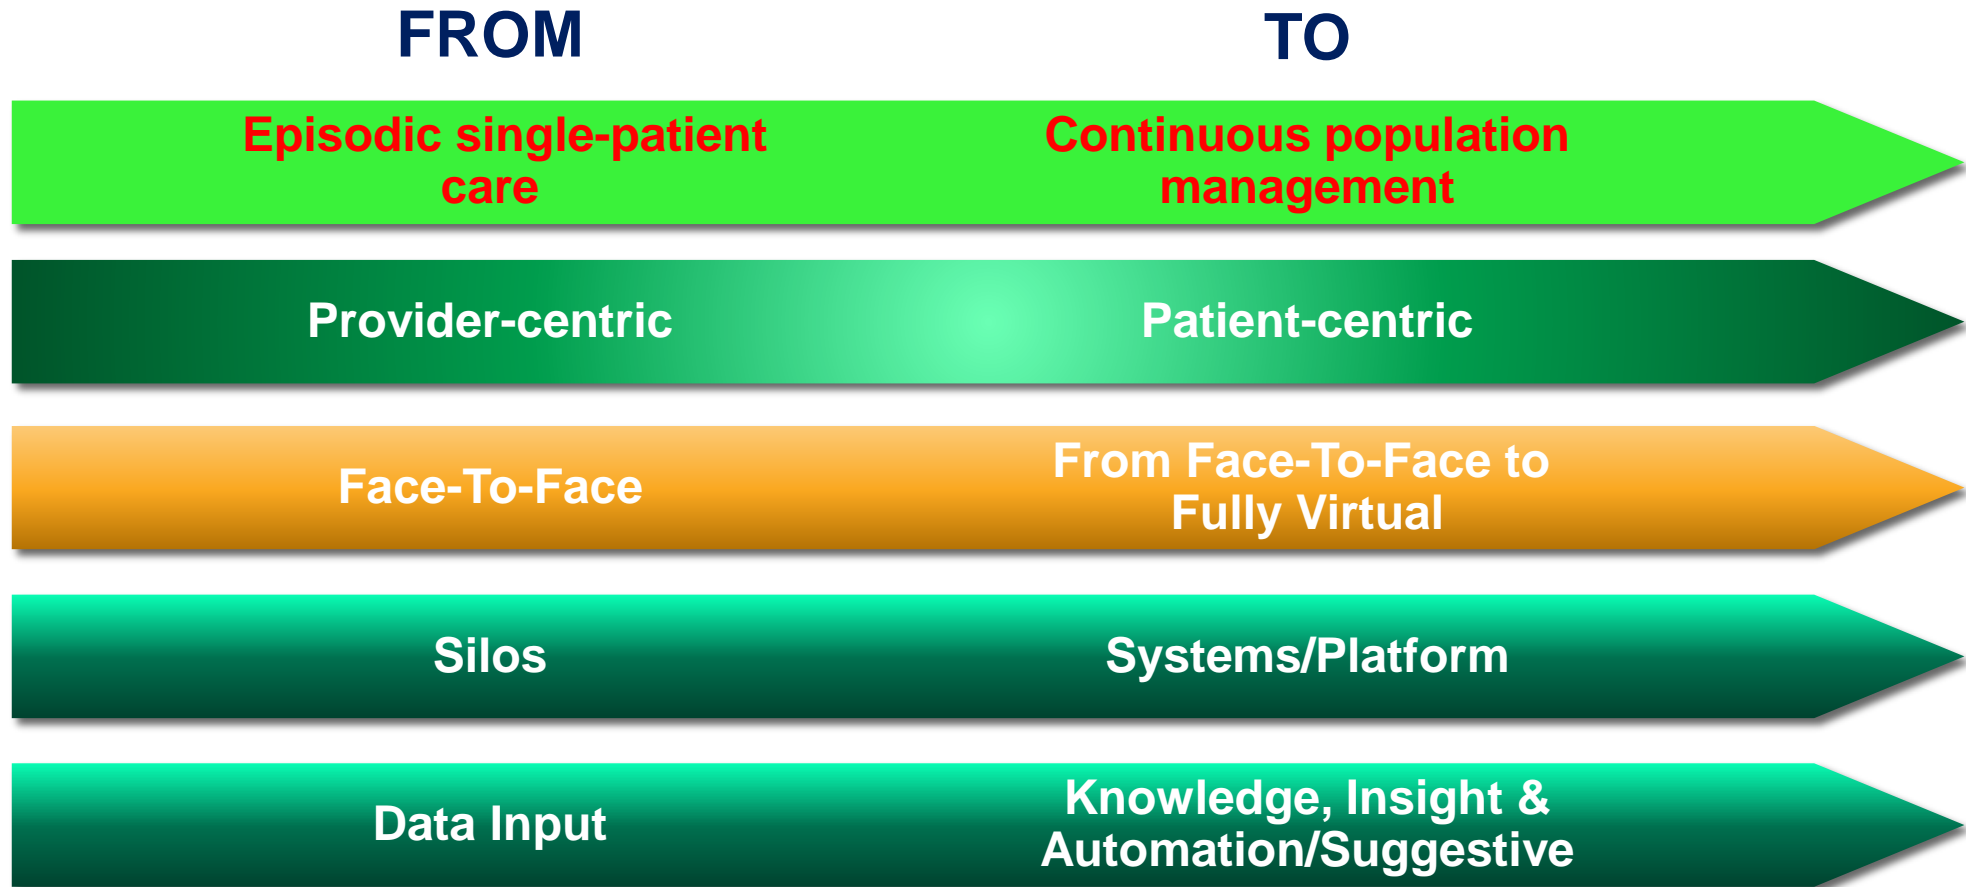 FROM
TO
Episodic single-patient
care
Continuous population
management
Provider-centric
Patient-centric
Face-To-Face
From Face-To-Face to
Fully Virtual
Silos
Systems/Platform
Data Input
Knowledge, Insight &
Automation/Suggestive